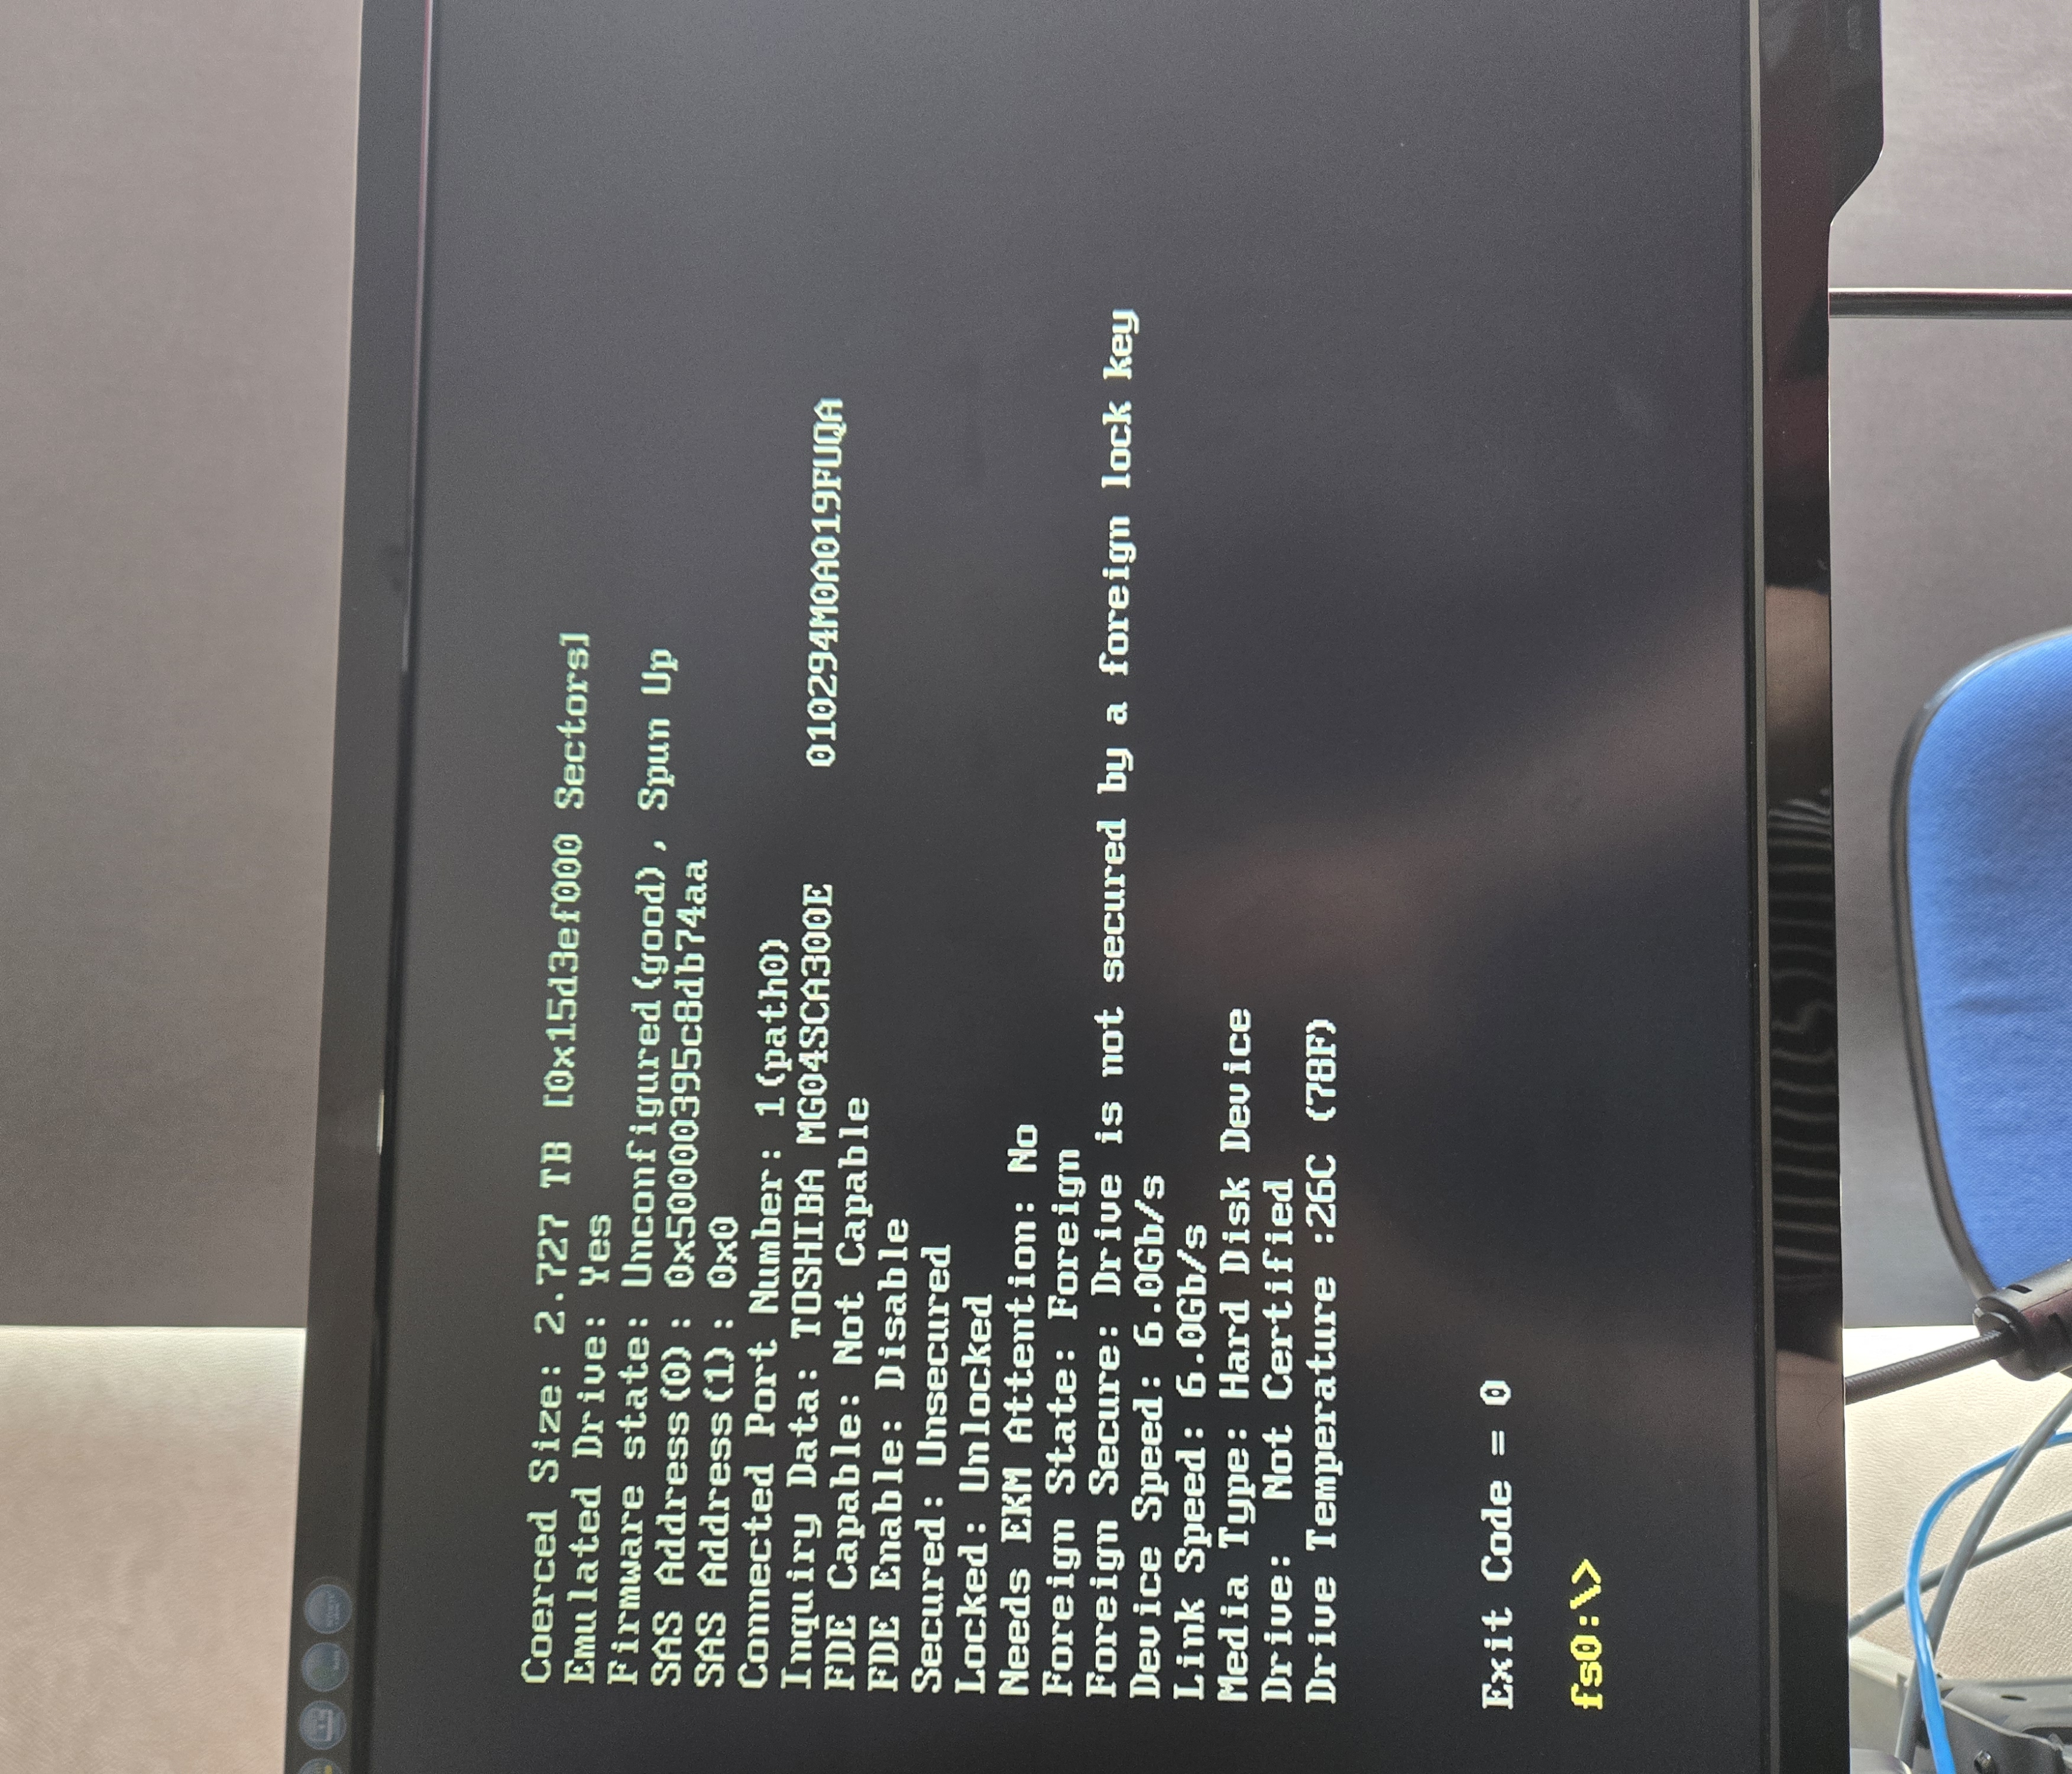 Coerced Size: 2.727 TB [0x15d3ef000 Sectors]
Emulated Drive: Yes
Firmware state: Unconfigured(good), Spun Up
SAS Address(0): 0x50000395c8db74aa
SAS Address(1): 0x0
Connected Port Number: 1(path0)
Inquiry Data: TOSHIBA MG04SCA300E     010294M0A019FUQA
FDE Capable: Not Capable
FDE Enable: Disable
Secured: Unsecured
Locked: Unlocked
Needs EKM Attention: No
Foreign State: Foreign
Foreign Secure: Drive is not secured by a foreign lock key
Device Speed: 6.0Gb/s
Link Speed: 6.0Gb/s
Media Type: Hard Disk Device
Drive:  Not Certified
Drive Temperature :26C (78F)
Exit Code = 0
fs0:\>